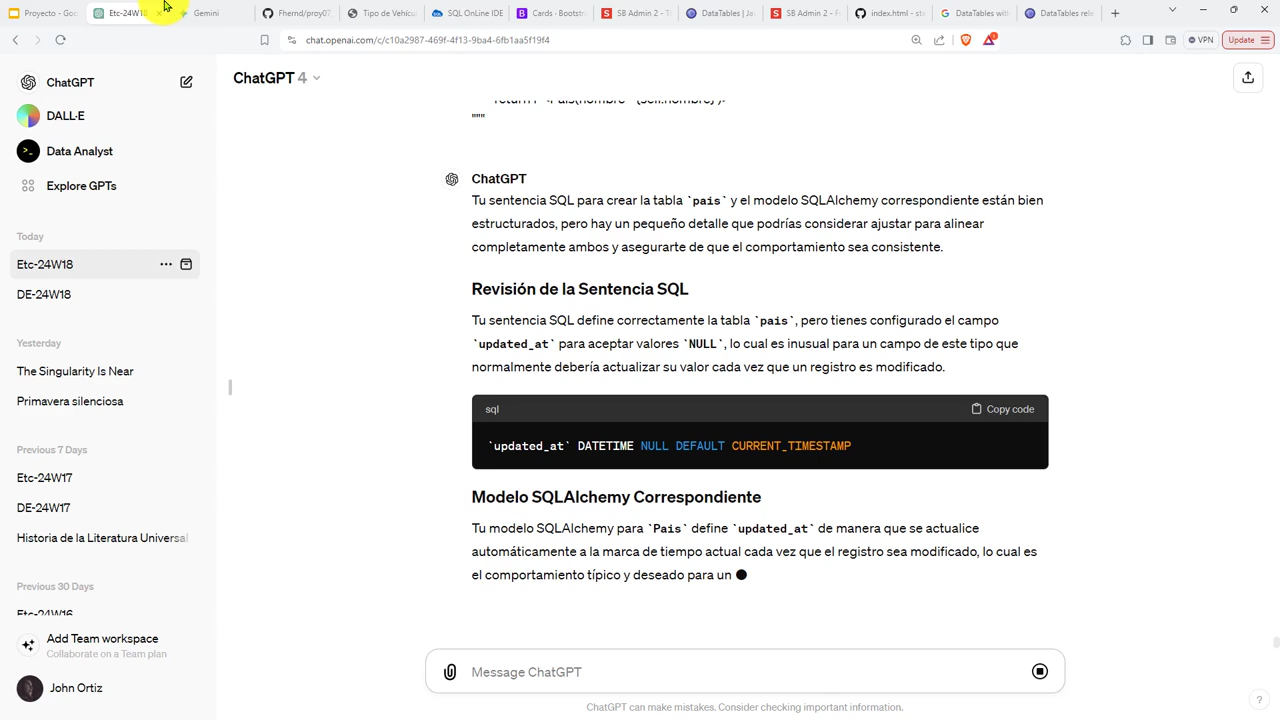 Proyecto - Goo
Etc-24W18
Gemini
Fhernd/proy07
Tipo de Vehícu
SQL OnLine IDE
Cards · Bootstr
SB Admin 2 - T
DataTables | Ja
SB Admin 2 - F
index.html - sta
DataTables with
DataTables rele
chat.openai.com/c/c10a2987-469f-4f13-9ba4-6fb1aa5f19f4
1
VPN
Update
ChatGPT
DALL·E
Data Analyst
Explore GPTs
Today
Etc-24W18
DE-24W18
Yesterday
The Singularity Is Near
Primavera silenciosa
Previous 7 Days
Etc-24W17
DE-24W17
Historia de la Literatura Universal
Previous 30 Days
Etc-24W16
Add Team workspace
Collaborate on a Team plan
John Ortiz
ChatGPT 4
"""
ChatGPT
Tu sentencia SQL para crear la tabla `pais` y el modelo SQLAlchemy correspondiente están bien
estructurados, pero hay un pequeño detalle que podrías considerar ajustar para alinear
completamente ambos y asegurarte de que el comportamiento sea consistente.
Revisión de la Sentencia SQL
Tu sentencia SQL define correctamente la tabla `pais`, pero tienes configurado el campo
`updated_at` para aceptar valores `NULL`, lo cual es inusual para un campo de este tipo que
normalmente debería actualizar su valor cada vez que un registro es modificado.
sql
Copy code
`updated_at` DATETIME NULL DEFAULT CURRENT_TIMESTAMP
Modelo SQLAlchemy Correspondiente
Tu modelo SQLAlchemy para `Pais` define `updated_at` de manera que se actualice
automáticamente a la marca de tiempo actual cada vez que el registro sea modificado, lo cual es
el comportamiento típico y deseado para un
Message ChatGPT
ChatGPT can make mistakes. Consider checking important information.
?